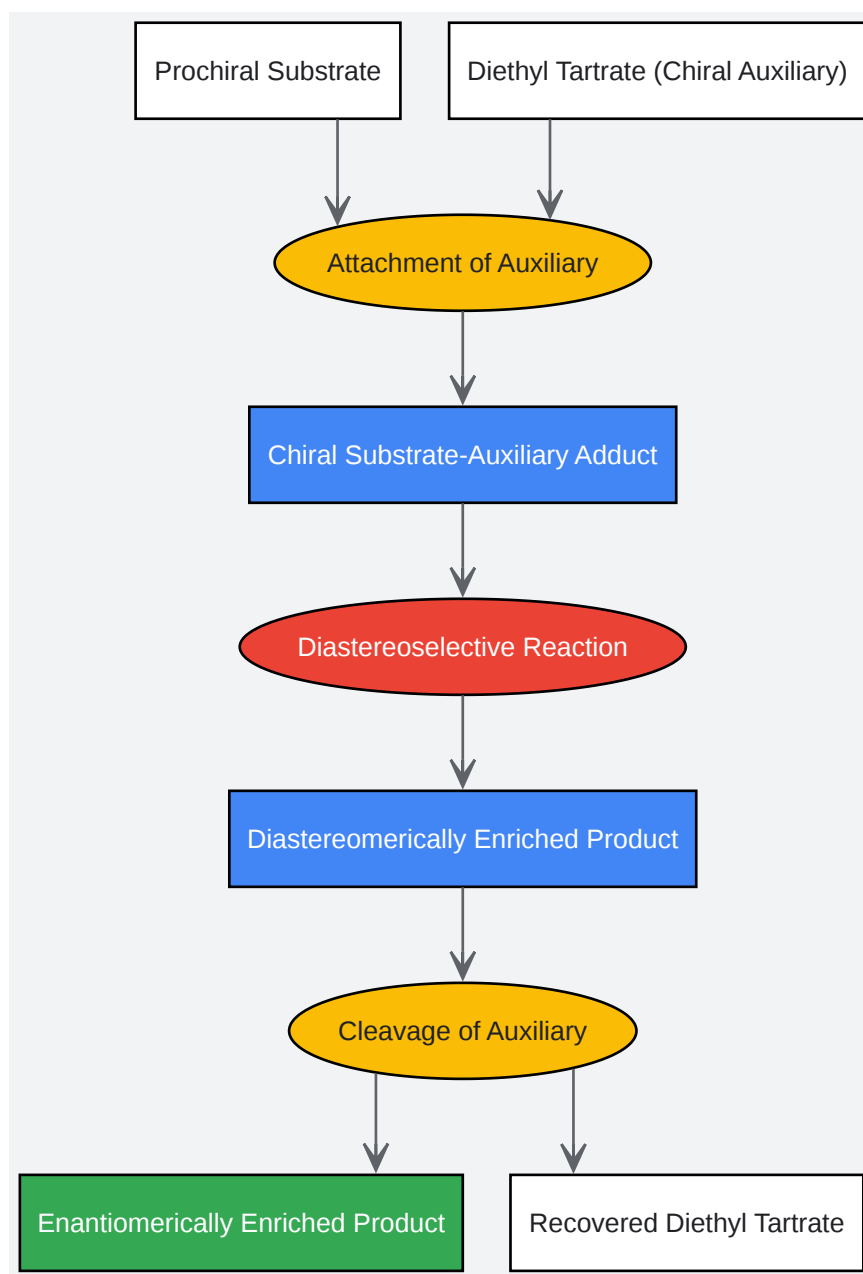 Prochiral Substrate
Diethyl Tartrate (Chiral Auxiliary)
Attachment of Auxiliary
Chiral Substrate-Auxiliary Adduct
Diastereoselective Reaction
Diastereomerically Enriched Product
Cleavage of Auxiliary
Enantiomerically Enriched Product
Recovered Diethyl Tartrate